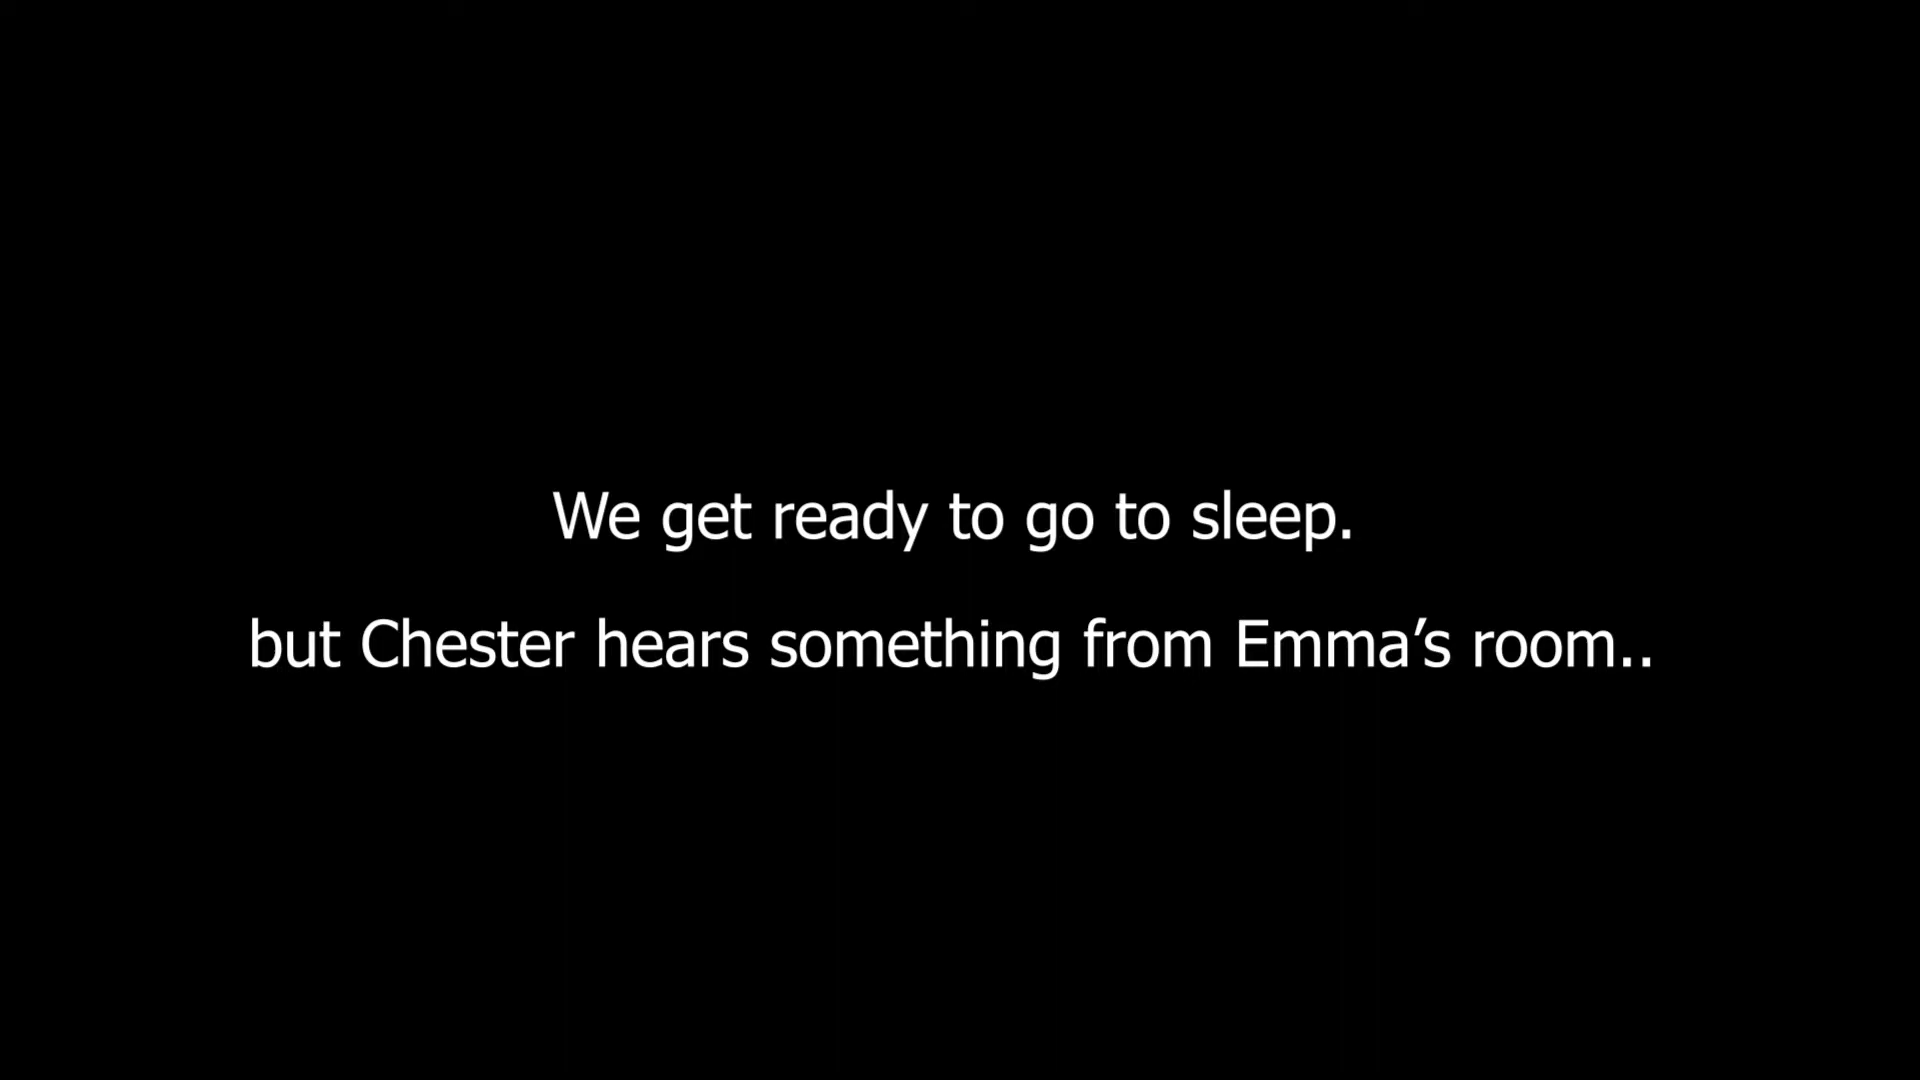 We get ready to go to sleep.
but Chester hears something from Emma’s room..